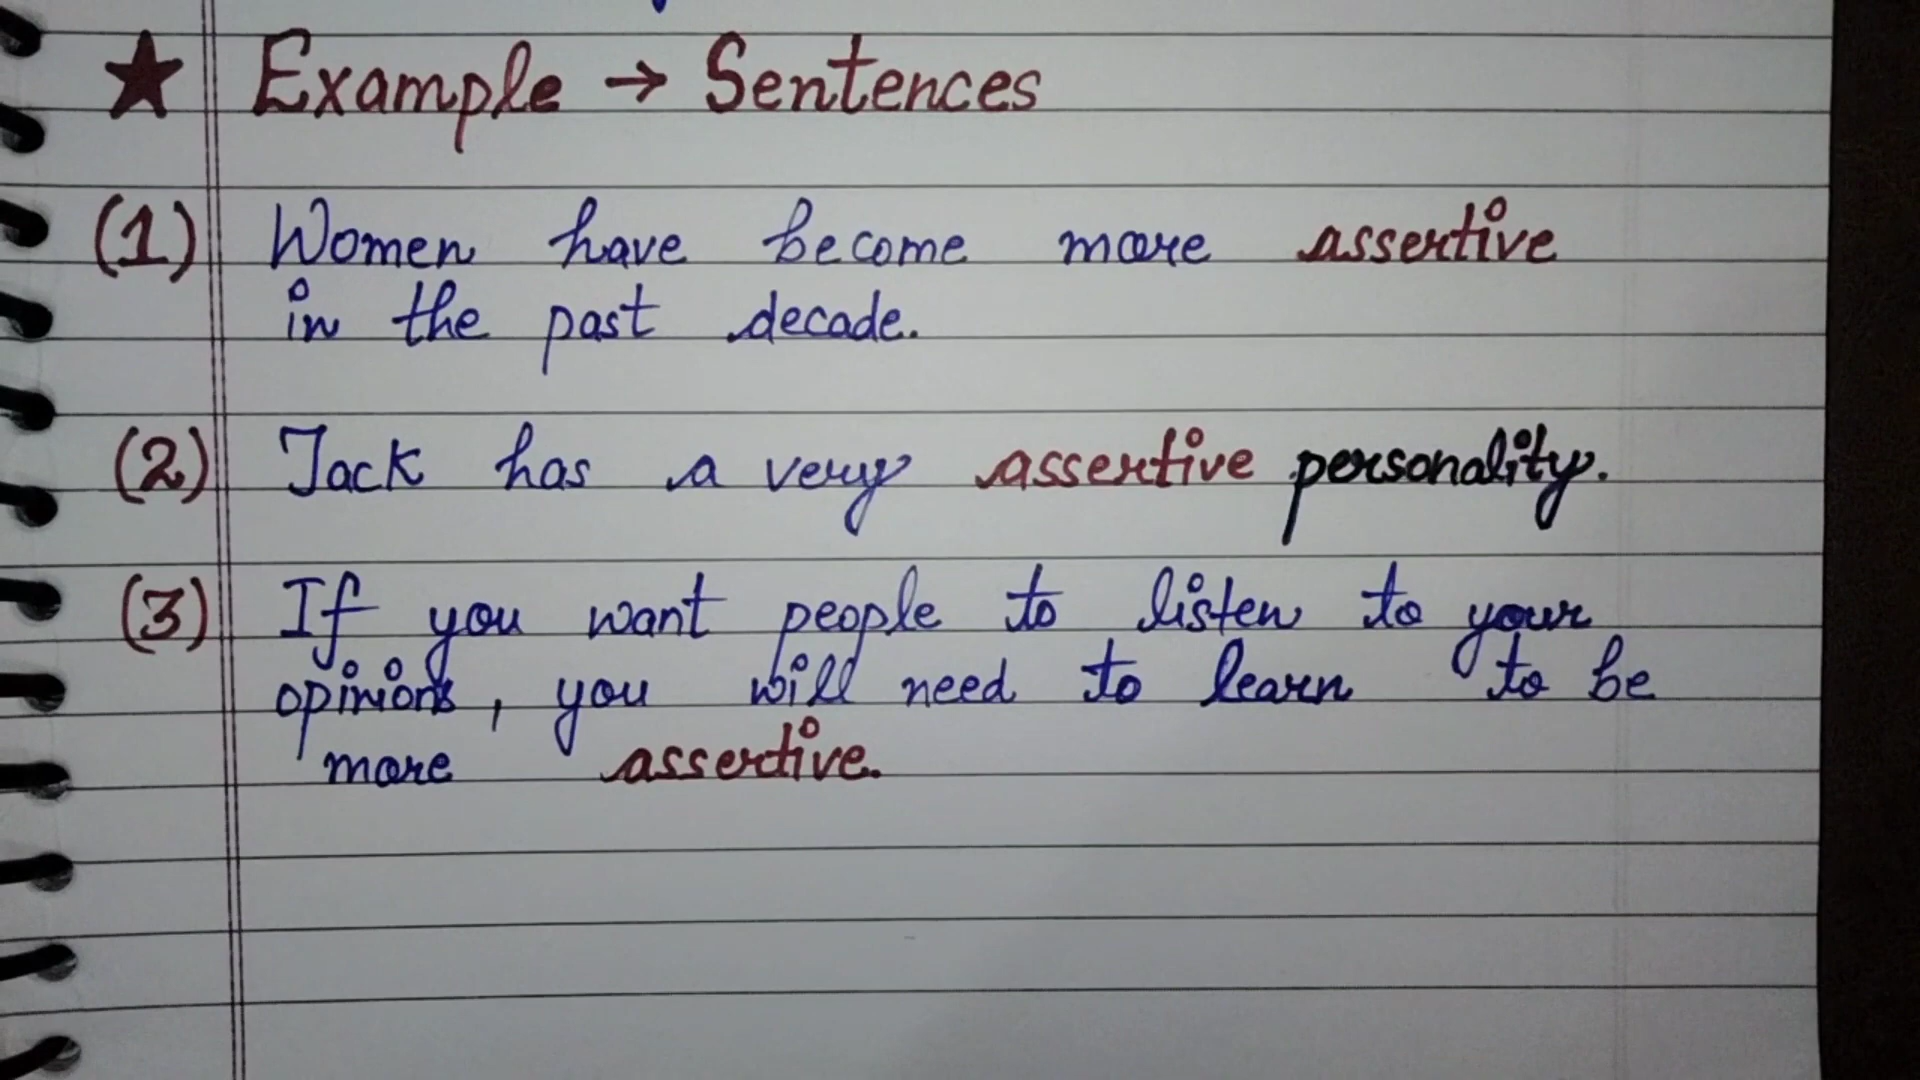 ★ Example → Sentences
(1) Women have become more assertive
in the past decade.
(2) Jack has a very assertive personality.
(3) If you want people to listen to your
opinions, you will need to learn to be
more assertive.